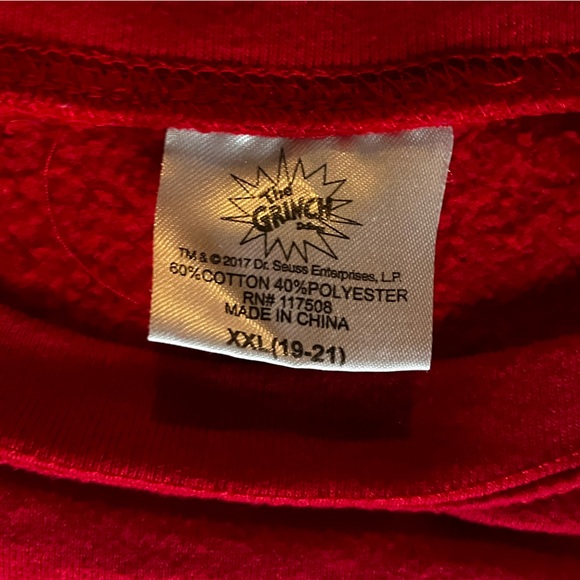 The
GRINCH
TM & © 2017 Dr. Seuss Enterprises, L.P.
60%COTTON 40%POLYESTER
RN# 117508
MADE IN CHINA
XXL (19-21)